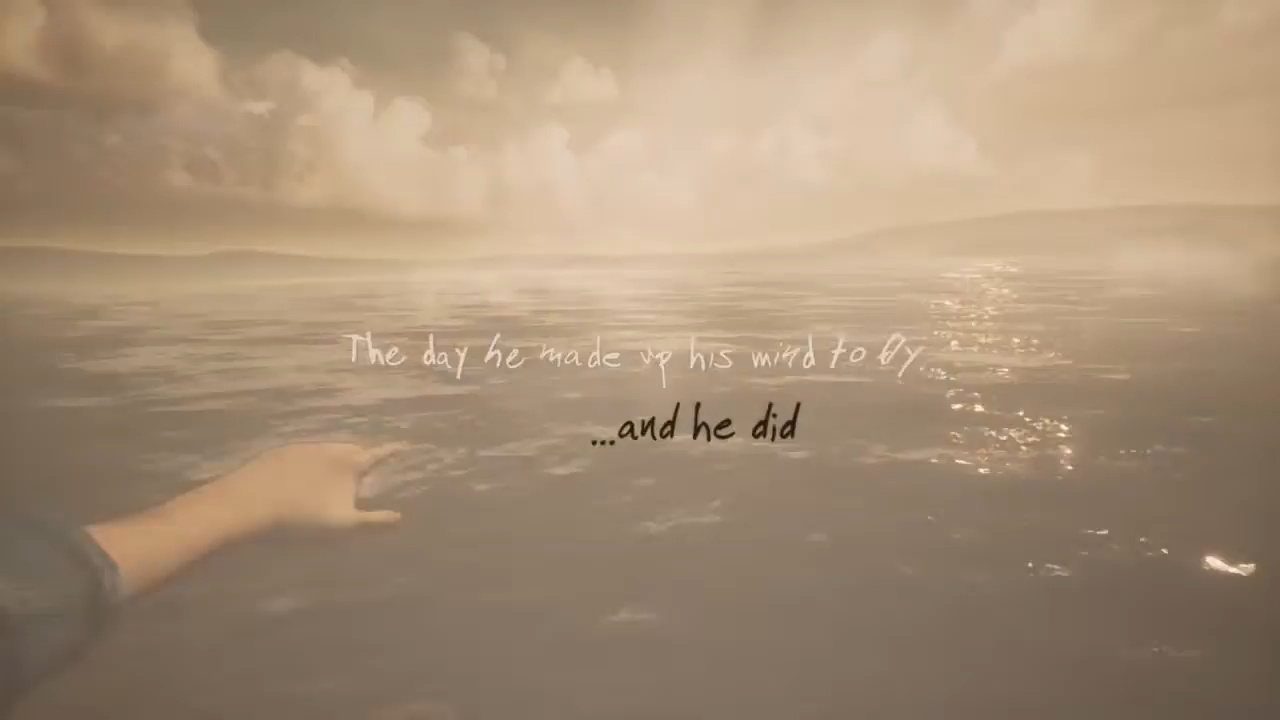 The day he made up his mind to fly,
...and he did